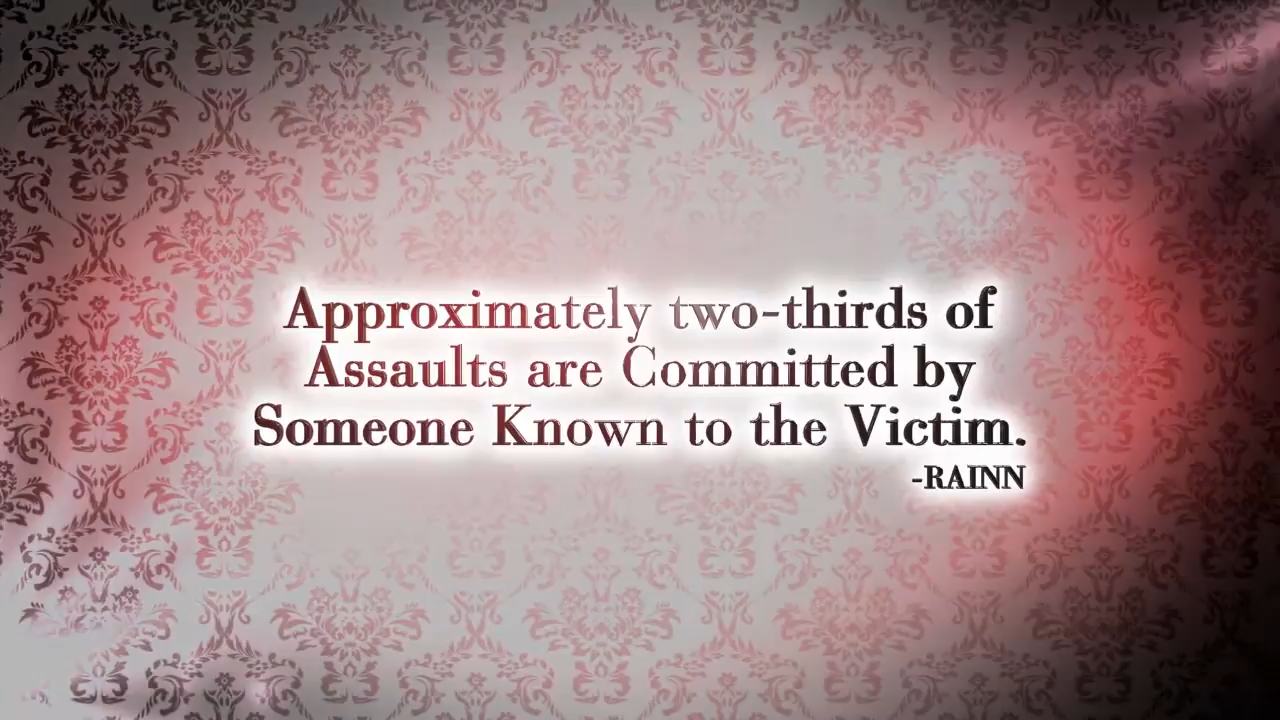 Approximately two-thirds of
Assaults are Committed by
Someone Known to the Victim.
-RAINN